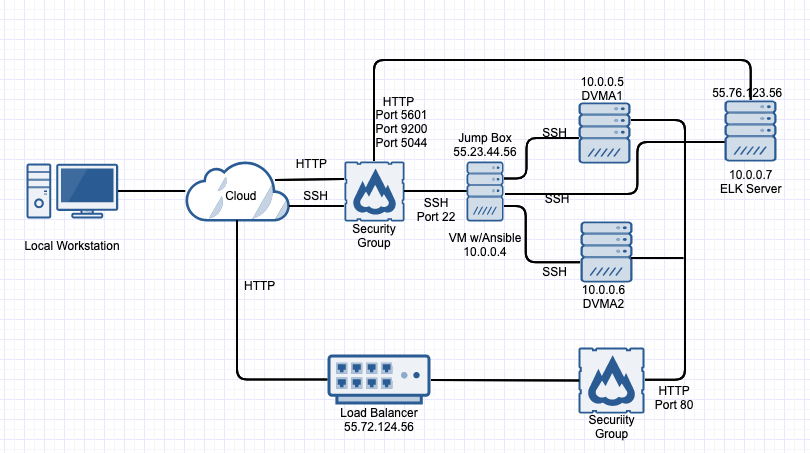 10.0.0.5
DVMA1
55.76.123.56
HTTP
Port 5601
Port 9200
Port 5044
Jump Box
55.23.44.56
SSH
HTTP
Cloud
SSH
SSH
Port 22
SSH
10.0.0.7
ELK Server
Local Workstation
Security
Group
VM w/Ansible
10.0.0.4
SSH
HTTP
10.0.0.6
DVMA2
Load Balancer
55.72.124.56
HTTP
Port 80
Securiity
Group